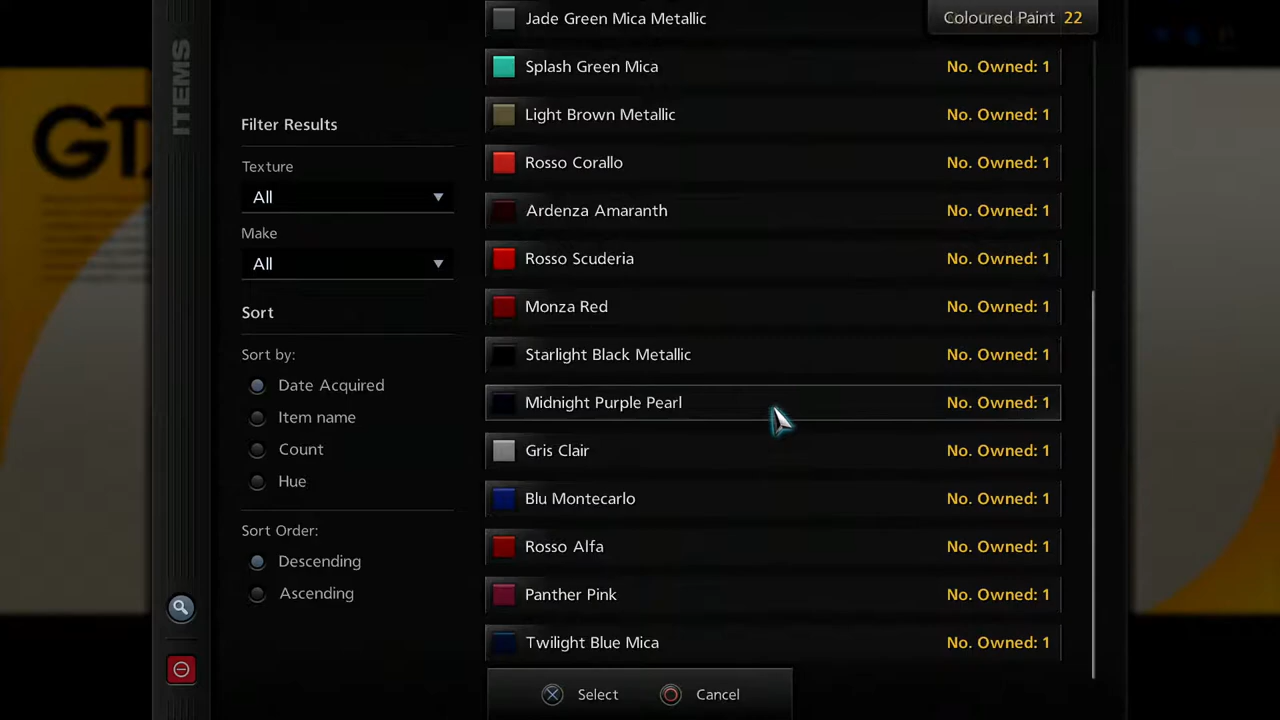 ITEMS
GT
Coloured Paint 22
Filter Results
Texture
All
Make
All
Sort
Sort by:
Date Acquired
Item name
Count
Hue
Sort Order:
Descending
Ascending
Jade Green Mica Metallic
Splash Green Mica No. Owned: 1
Light Brown Metallic No. Owned: 1
Rosso Corallo No. Owned: 1
Ardenza Amaranth No. Owned: 1
Rosso Scuderia No. Owned: 1
Monza Red No. Owned: 1
Starlight Black Metallic No. Owned: 1
Midnight Purple Pearl No. Owned: 1
Gris Clair No. Owned: 1
Blu Montecarlo No. Owned: 1
Rosso Alfa No. Owned: 1
Panther Pink No. Owned: 1
Twilight Blue Mica No. Owned: 1
Select Cancel